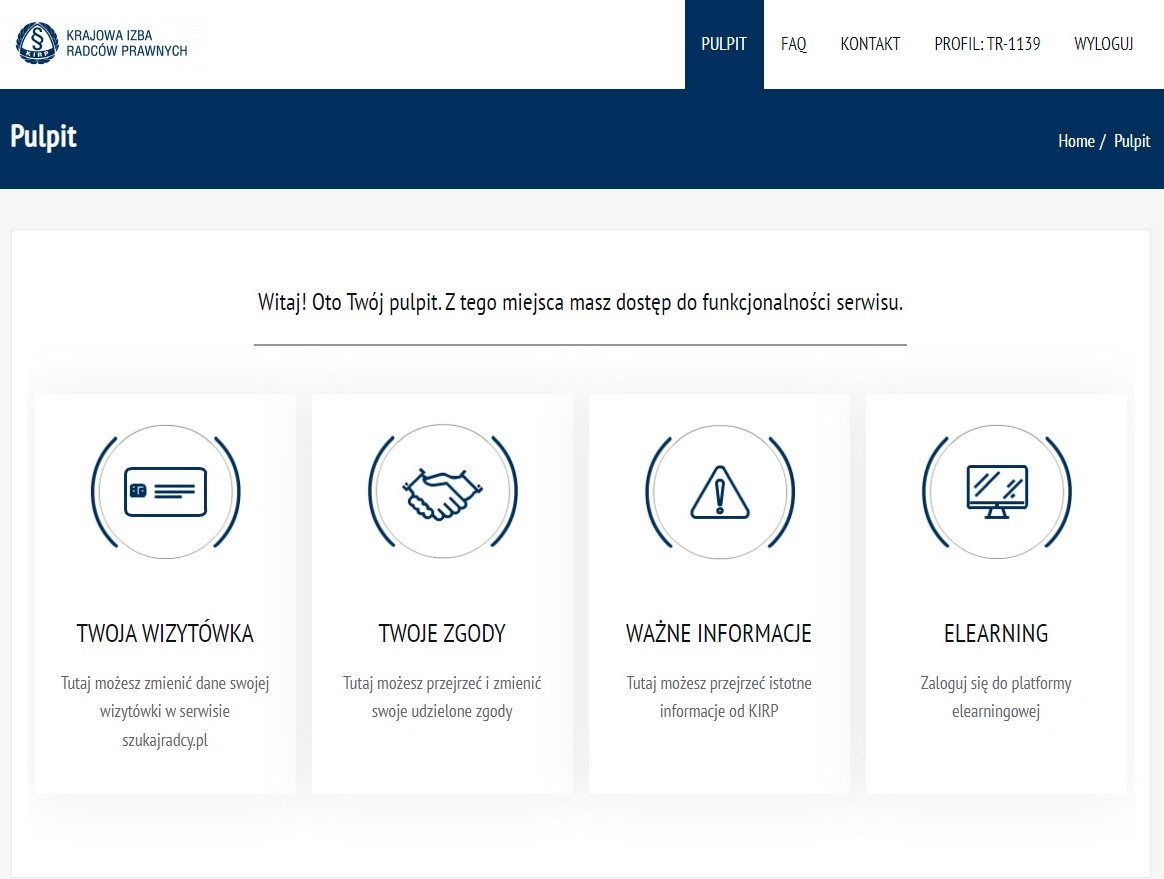 KIRP
KRAJOWA IZBA
RADCÓW PRAWNYCH
PULPIT
FAQ
KONTAKT
PROFIL: TR-1139
WYLOGUJ
Pulpit
Home / Pulpit
Witaj! Oto Twój pulpit. Z tego miejsca masz dostęp do funkcjonalności serwisu.
TWOJA WIZYTÓWKA
Tutaj możesz zmienić dane swojej
wizytówki w serwisie
szukajradcy.pl
TWOJE ZGODY
Tutaj możesz przejrzeć i zmienić
swoje udzielone zgody
WAŻNE INFORMACJE
Tutaj możesz przejrzeć istotne
informacje od KIRP
ELEARNING
Zaloguj się do platformy
elearningowej